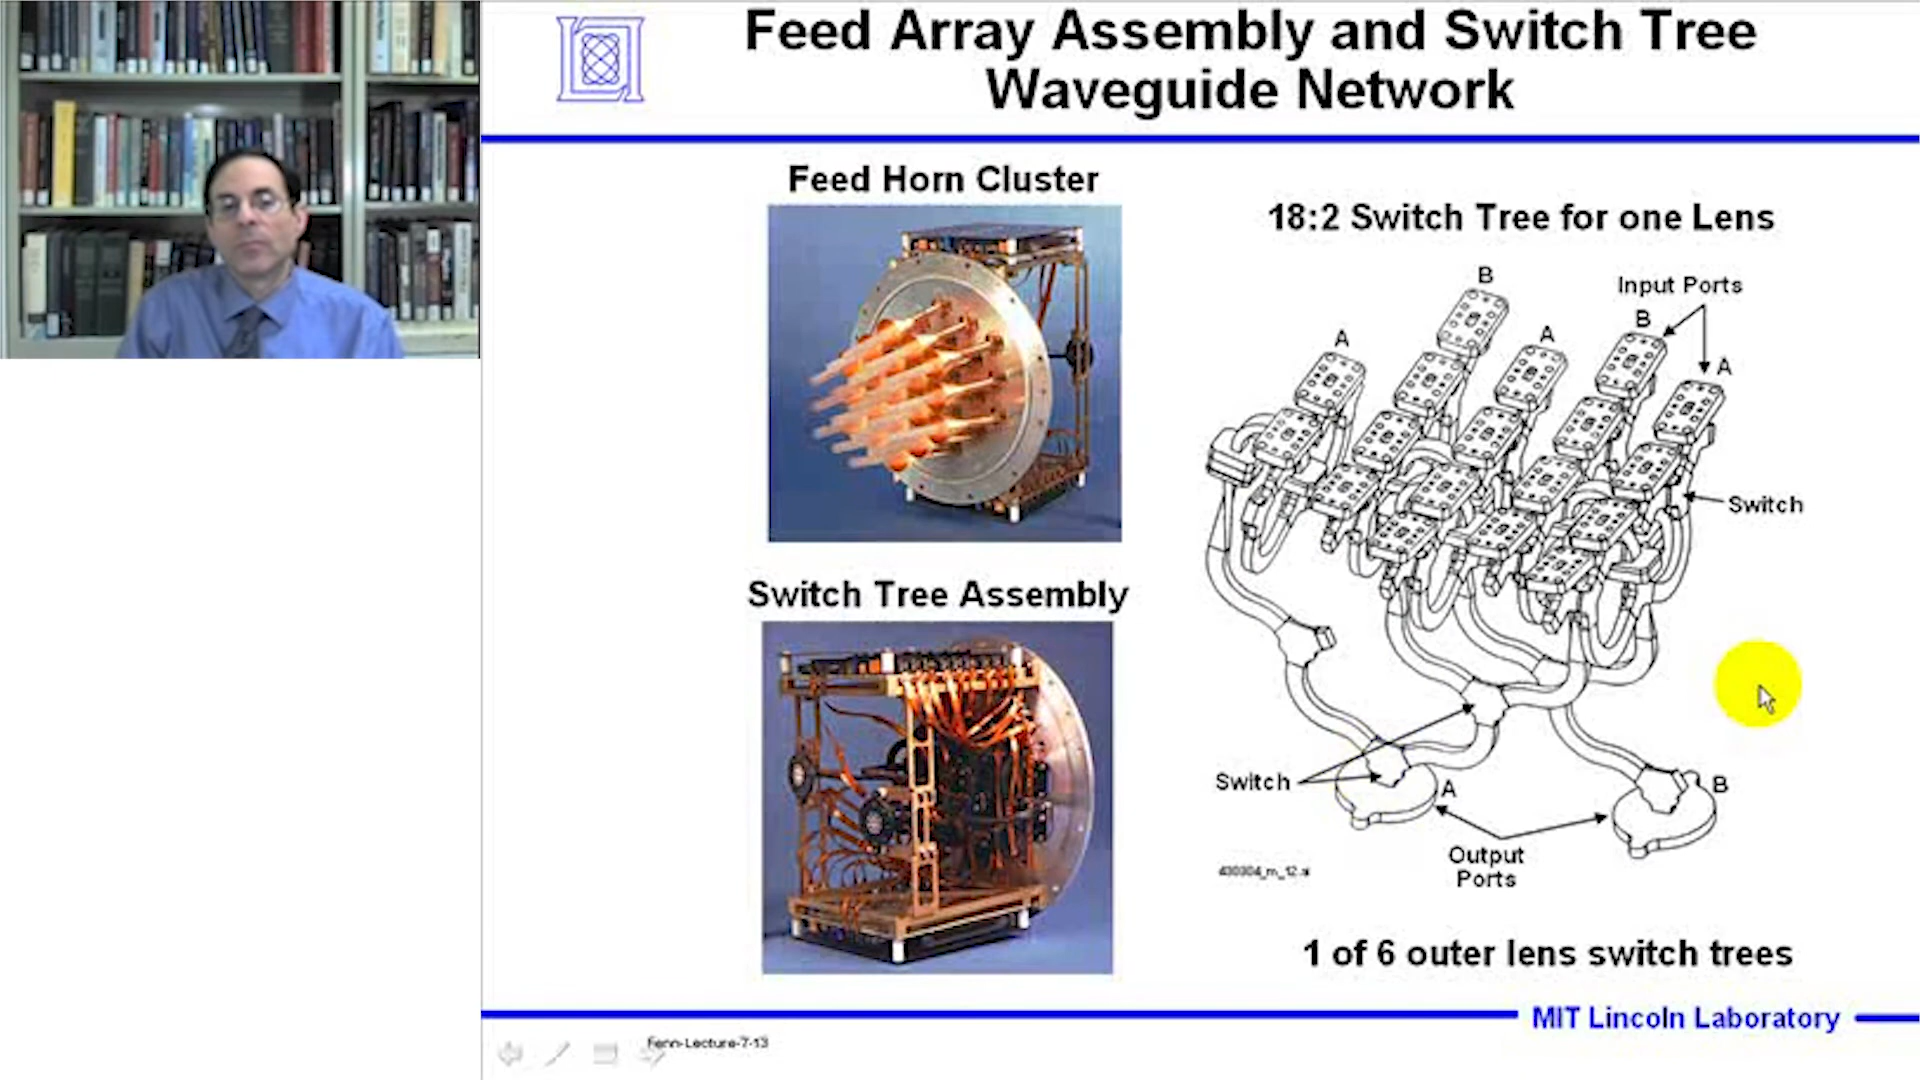 Feed Array Assembly and Switch Tree
Waveguide Network
Feed Horn Cluster
18:2 Switch Tree for one Lens
B
Input Ports
B
A
A
A
Switch
Switch Tree Assembly
Switch
A
B
Output
Ports
430304_m_12.ai
1 of 6 outer lens switch trees
MIT Lincoln Laboratory
Fenn-Lecture-7-13